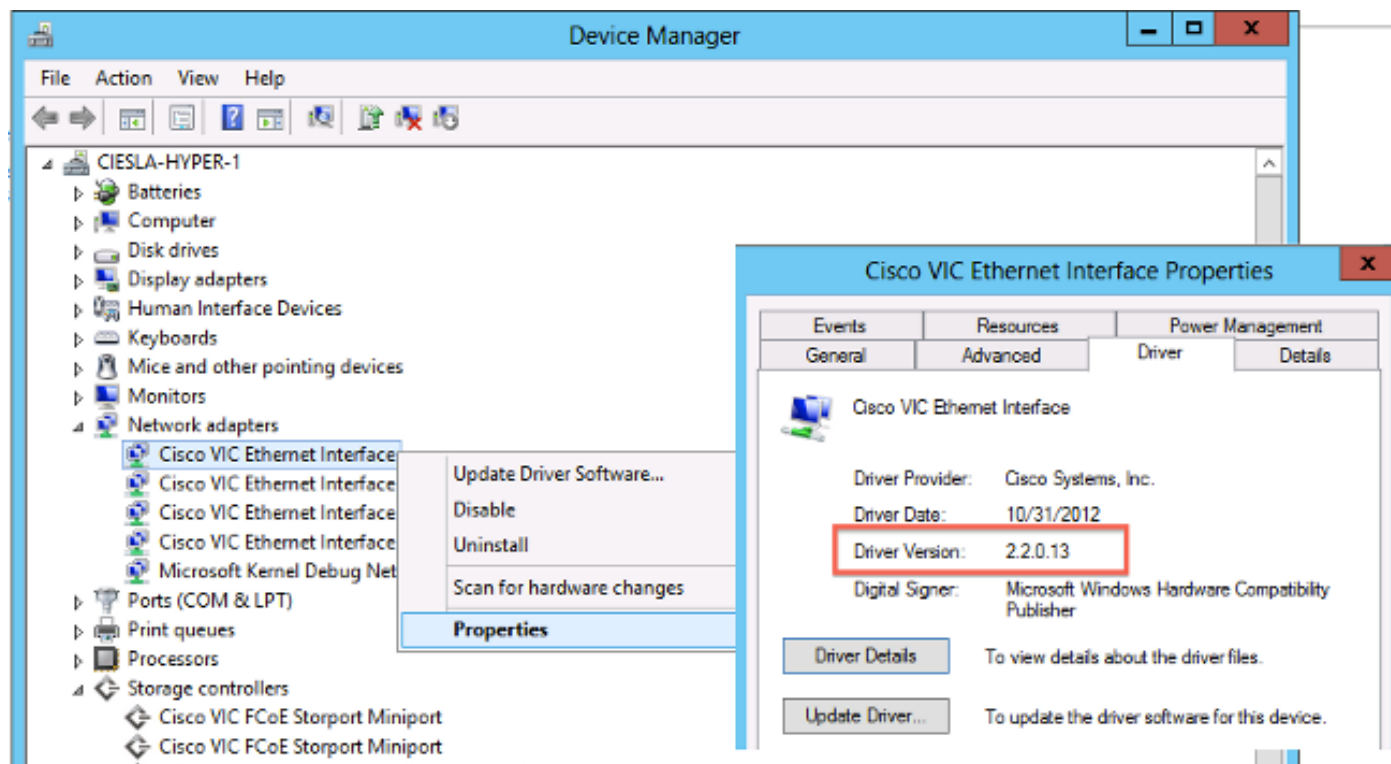 Device Manager
File Action View Help
CIESLA-HYPER-1
Batteries
Computer
Disk drives
Display adapters
Human Interface Devices
Keyboards
Mice and other pointing devices
Monitors
Network adapters
Cisco VIC Ethernet Interface
Cisco VIC Ethernet Interface
Cisco VIC Ethernet Interface
Cisco VIC Ethernet Interface
Microsoft Kernel Debug Net
Ports (COM & LPT)
Print queues
Processors
Storage controllers
Cisco VIC FCoE Storport Miniport
Cisco VIC FCoE Storport Miniport
Update Driver Software...
Disable
Uninstall
Scan for hardware changes
Properties
Cisco VIC Ethernet Interface Properties
Events Resources Power Management
General Advanced Driver Details
Cisco VIC Ethernet Interface
Driver Provider: Cisco Systems, Inc.
Driver Date: 10/31/2012
Driver Version: 2.2.0.13
Digital Signer: Microsoft Windows Hardware Compatibility
Publisher
Driver Details To view details about the driver files.
Update Driver... To update the driver software for this device.